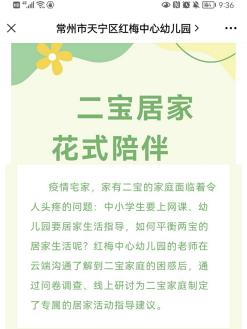 9:36
常州市天宁区红梅中心幼儿园
二宝居家
花式陪伴
疫情宅家，家有二宝的家庭面临着令
人头疼的问题：中小学生要上网课、幼
儿园要居家生活指导，如何平衡两宝的
居家生活呢？红梅中心幼儿园的老师在
云端沟通了解到二宝家庭的困惑后，通
过问卷调查、线上研讨为二宝家庭制定
了专属的居家活动指导建议。